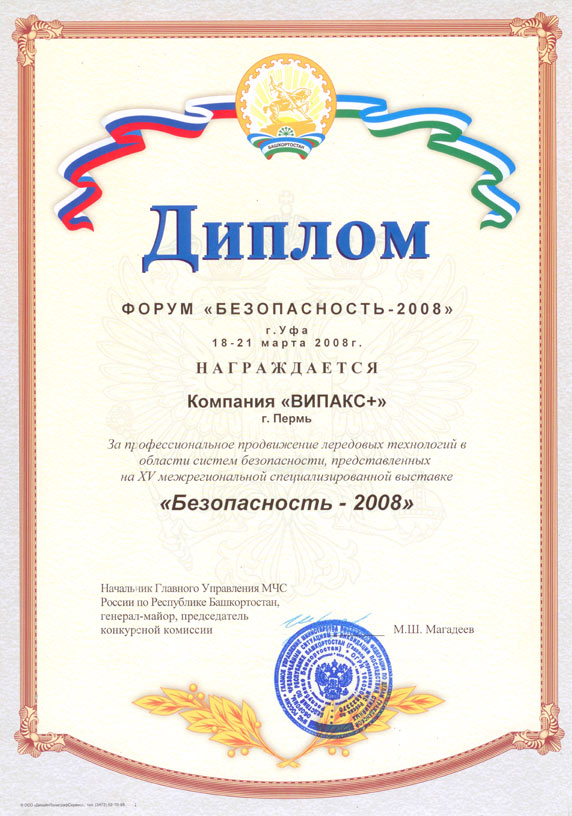 БАШКОРТОСТАН
Диплом
ФОРУМ «БЕЗОПАСНОСТЬ-2008»
г.Уфа
18-21 марта 2008г.
НАГРАЖДАЕТСЯ
Компания «ВИПАКС+»
г. Пермь
За профессиональное продвижение лередовых технологий в
области систем безопасности, представленных
на XV межрегиональной специализированной выставке
«Безопасность - 2008»
Начальник Главного Управления МЧС
России по Республике Башкортостан,
генерал-майор, председатель
конкурсной комиссии
М.Ш. Магадеев